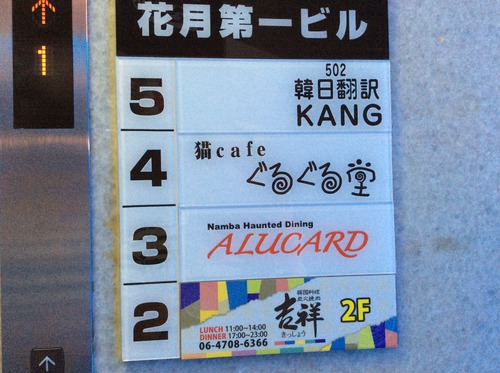 花月第一ビル
1
5
502
韓日翻訳
KANG
4
猫cafe
ぐるぐる堂
3
Namba Haunted Dining
ALUCARD
2
韓国料理
炭火焼肉
吉祥
きっしょう
2F
LUNCH 11:00~14:00
DINNER 17:00~23:00
06-4708-6366